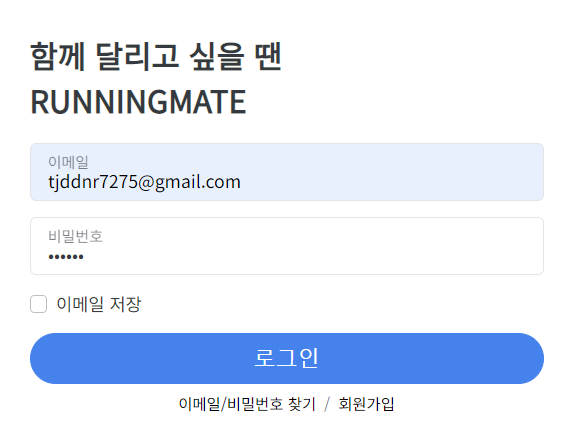 함께 달리고 싶을 땐
RUNNINGMATE
이메일
tjddnr7275@gmail.com
비밀번호
••••••
이메일 저장
로그인
이메일/비밀번호 찾기 / 회원가입